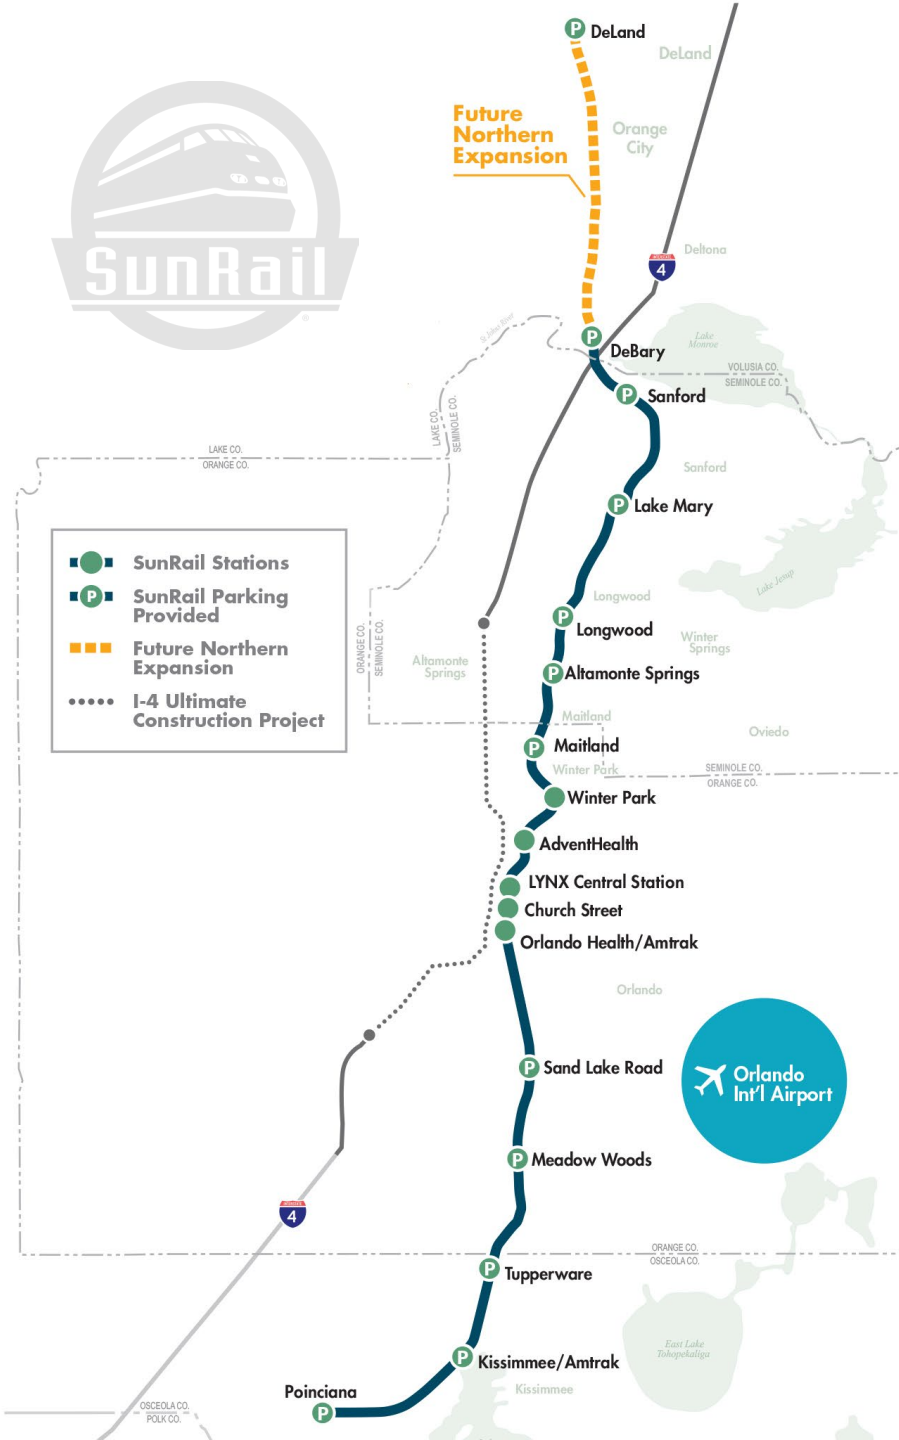 P
DeLand
DeLand
Future
Northern
Expansion
Orange
City
Deltona
4
SunRail
®
St Johns River
P
DeBary
Lake
Monroe
VOLUSIA CO.
SEMINOLE CO.
P
Sanford
LAKE CO.
SEMINOLE CO.
LAKE CO.
ORANGE CO.
Sanford
P
Lake Mary
SunRail Stations
P
SunRail Parking
Provided
Future Northern
Expansion
I-4 Ultimate
Construction Project
Lake Jesup
Longwood
P
Longwood
ORANGE CO.
SEMINOLE CO.
Winter
Springs
Altamonte
Springs
P
Altamonte Springs
Maitland
Oviedo
P
Maitland
Winter Park
SEMINOLE CO.
ORANGE CO.
Winter Park
AdventHealth
LYNX Central Station
Church Street
Orlando Health/Amtrak
Orlando
P
Sand Lake Road
Orlando
Int'l Airport
P
Meadow Woods
4
ORANGE CO.
OSCEOLA CO.
P
Tupperware
East Lake
Tohopekaliga
P
Kissimmee/Amtrak
Kissimmee
Poinciana
P
OSCEOLA CO.
POLK CO.